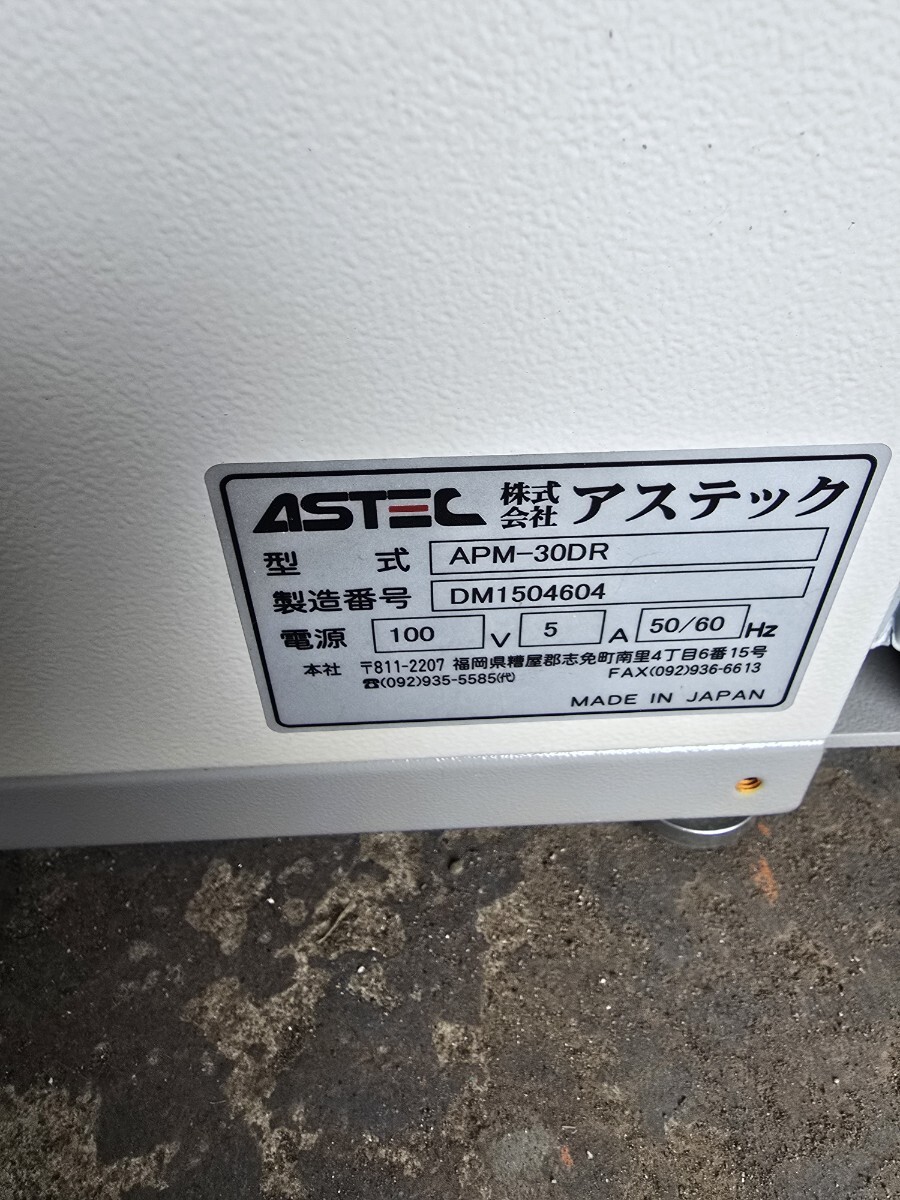 ASTEC 株式会社 アステック
型式 APM-30DR
製造番号 DM1504604
電源 100 V 5 A 50/60 Hz
本社 〒811-2207 福岡県糟屋郡志免町南里4丁目6番15号
☎(092)935-5585(代) FAX(092)936-6613
MADE IN JAPAN